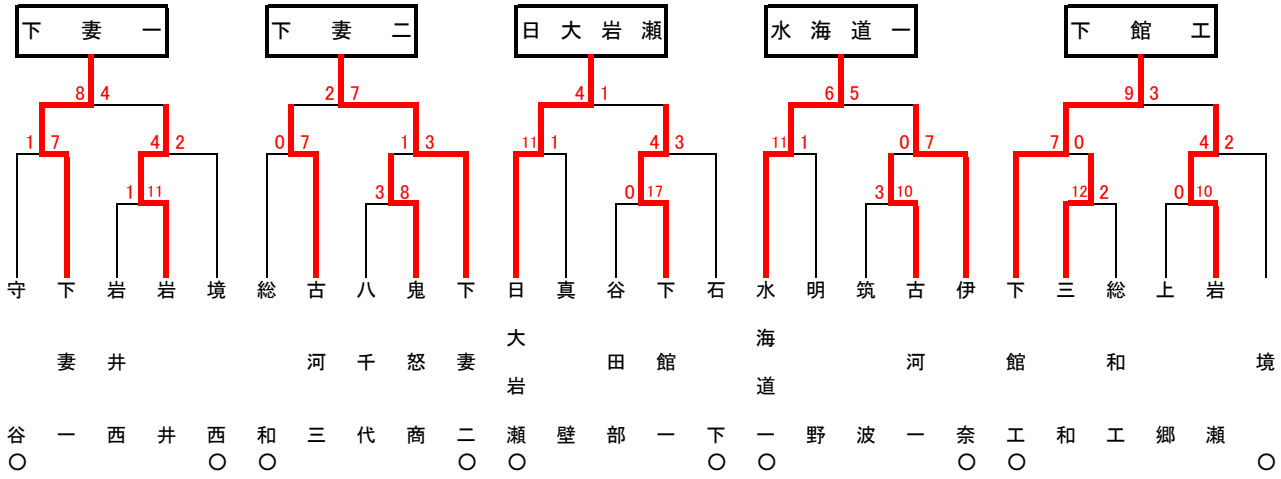 下妻一 下妻二 日大岩瀬 水海道一 下館工
8 4 2 7 4 1 6 5 9 3
1 7 4 2 0 7 1 3 11 1 4 3 11 1 0 7 7 0 4 2
1 11 3 8 0 17 3 10 12 2 0 10
守谷
下妻一
岩井西
岩井
境西
総和
古河三
八千代
鬼怒商
下妻二
日大岩瀬
真壁
谷田部
下館一
石下
水海道一
明野
筑波
古河一
伊奈
下館工
三和
総和工
上郷
岩瀬
境
○ ○ ○ ○ ○ ○ ○ ○ ○ ○